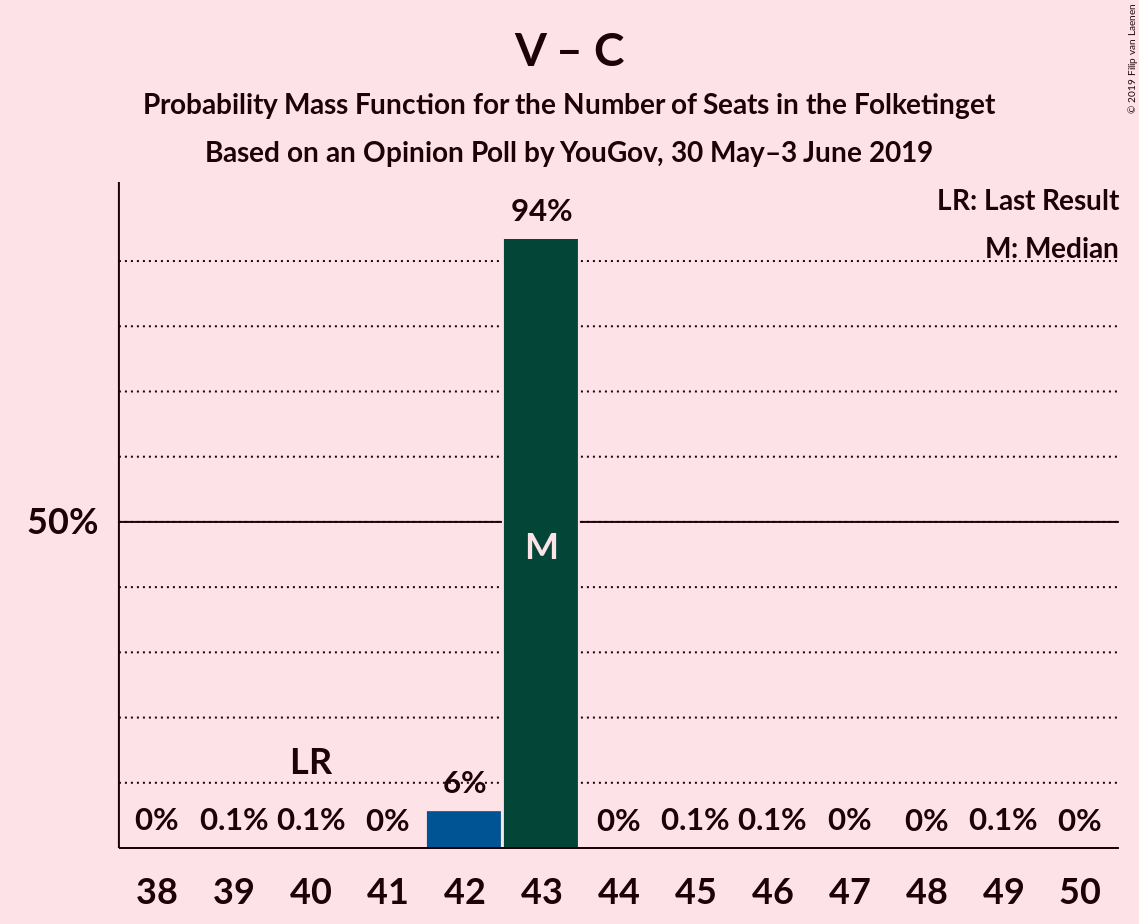 V – C
Probability Mass Function for the Number of Seats in the Folketinget
Based on an Opinion Poll by YouGov, 30 May–3 June 2019
© 2019 Filip van Laenen
LR: Last Result
M: Median
94%
50%
M
LR
6%
0% 0.1% 0.1% 0% 0% 0.1% 0.1% 0% 0% 0.1% 0%
38 39 40 41 42 43 44 45 46 47 48 49 50